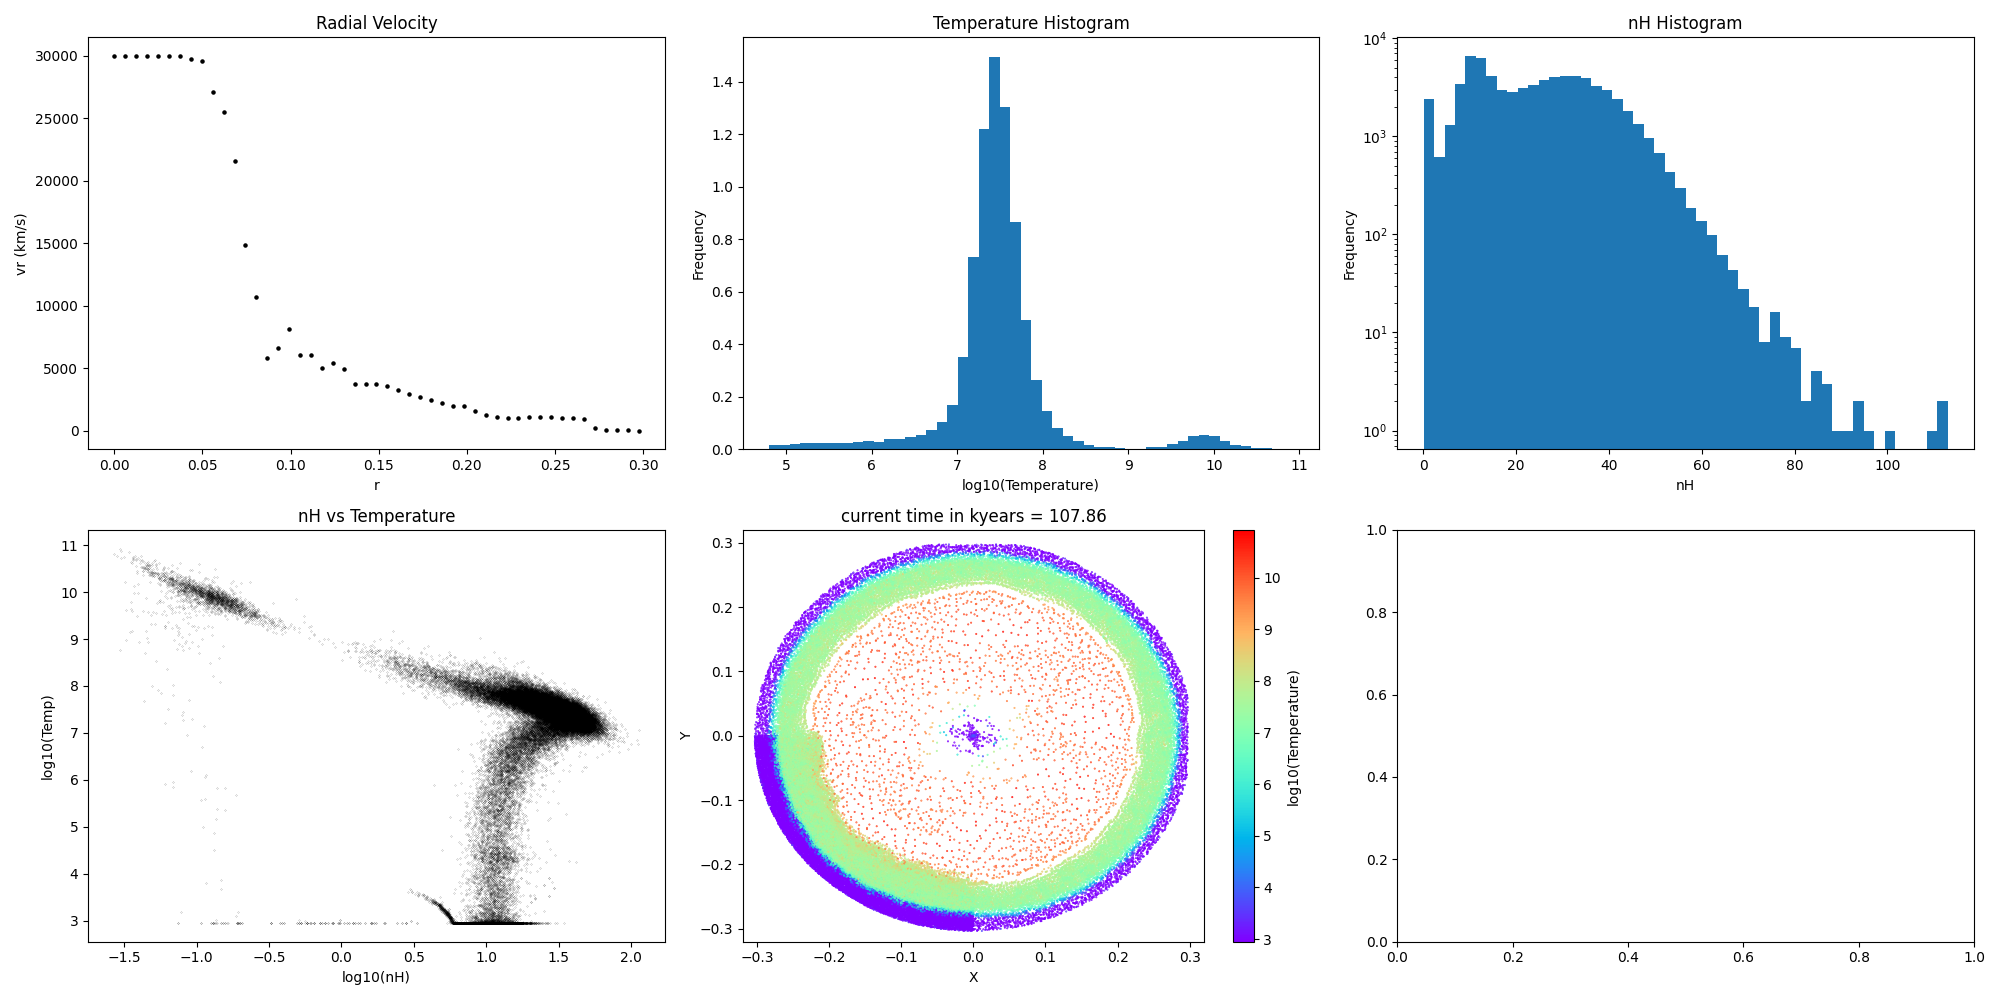 Radial Velocity
30000
25000
20000
15000
10000
5000
0
vr (km/s)
0.00 0.05 0.10 0.15 0.20 0.25 0.30
r
Temperature Histogram
1.4
1.2
1.0
0.8
0.6
0.4
0.2
0.0
Frequency
5 6 7 8 9 10 11
log10(Temperature)
nH Histogram
10^4
10^3
10^2
10^1
10^0
Frequency
0 20 40 60 80 100
nH
nH vs Temperature
11
10
9
8
7
6
5
4
3
log10(Temp)
−1.5 −1.0 −0.5 0.0 0.5 1.0 1.5 2.0
log10(nH)
current time in kyears = 107.86
0.3
0.2
0.1
0.0
−0.1
−0.2
−0.3
Y
−0.3 −0.2 −0.1 0.0 0.1 0.2 0.3
X
10
9
8
7
6
5
4
3
log10(Temperature)
1.0
0.8
0.6
0.4
0.2
0.0
0.0 0.2 0.4 0.6 0.8 1.0